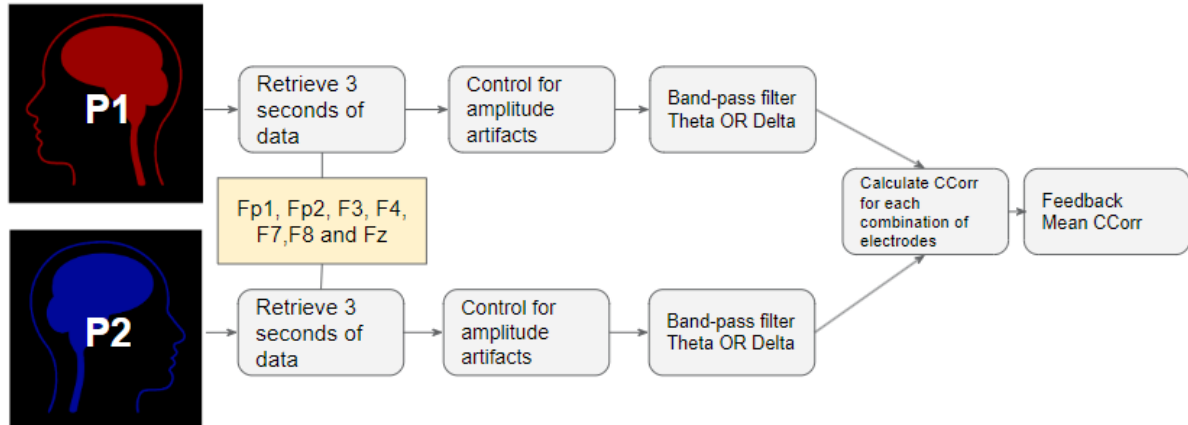 P1
Retrieve 3
seconds of
data
Control for
amplitude
artifacts
Band-pass filter
Theta OR Delta
Fp1, Fp2, F3, F4,
F7,F8 and Fz
Calculate CCorr
for each
combination of
electrodes
Feedback
Mean CCorr
P2
Retrieve 3
seconds of
data
Control for
amplitude
artifacts
Band-pass filter
Theta OR Delta